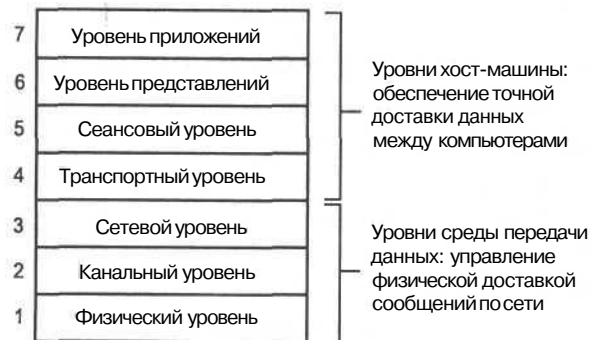 7 Уровень приложений
6 Уровень представлений
5 Сеансовый уровень
4 Транспортный уровень
Уровни хост-машины:
обеспечение точной
доставки данных
между компьютерами
3 Сетевой уровень
2 Канальный уровень
1 Физический уровень
Уровни среды передачи
данных: управление
физической доставкой
сообщений по сети